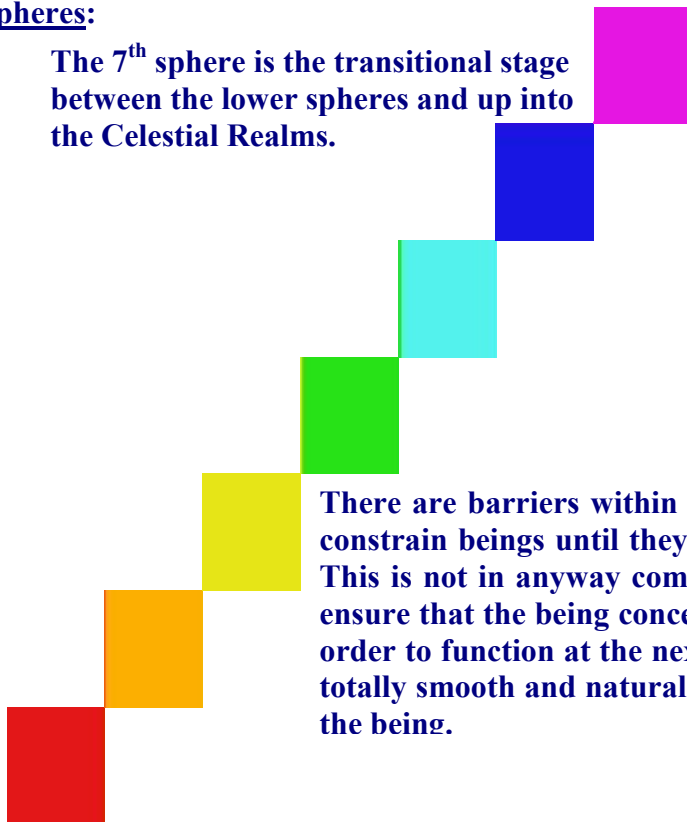 pheres:
The 7th sphere is the transitional stage
between the lower spheres and up into
the Celestial Realms.
There are barriers within
constrain beings until they
This is not in anyway com
ensure that the being conce
order to function at the nex
totally smooth and natural
the being.